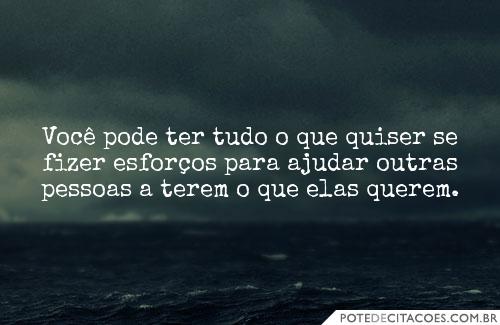 Você pode ter tudo o que quiser se
fizer esforços para ajudar outras
pessoas a terem o que elas querem.
POTEDECITACOES.COM.BR